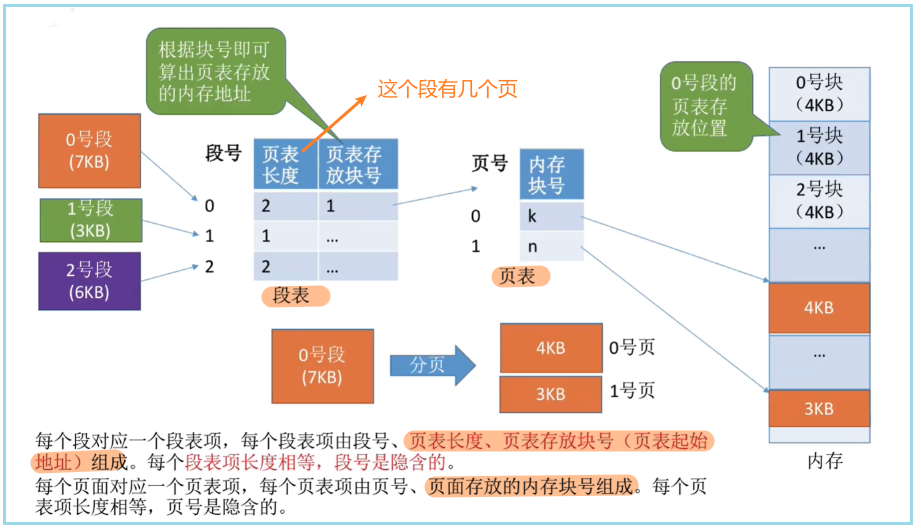 根据块号即可
算出页表存放
的内存地址
这个段有几个页
0号段的
页表存
放位置
0号块
（4KB）
1号块
（4KB）
2号块
（4KB）
...
4KB
...
3KB
内存
0号段
(7KB)
1号段
(3KB)
2号段
(6KB)
段号
页表
长度
页表存
放块号
0
2
1
1
1
...
2
2
...
段表
页号
内存
块号
0
k
1
n
页表
0号段
(7KB)
分页
4KB
0号页
3KB
1号页
每个段对应一个段表项，每个段表项由段号、页表长度、页表存放块号（页表起始
地址）组成。每个段表项长度相等，段号是隐含的。
每个页面对应一个页表项，每个页表项由页号、页面存放的内存块号组成。每个页
表项长度相等，页号是隐含的。